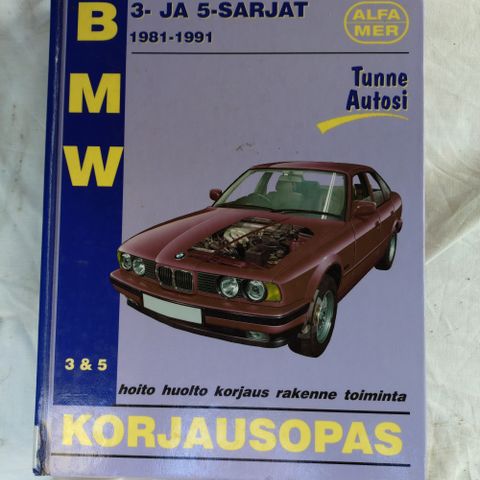 BMW
3- JA 5-SARJAT
1981-1991
ALFA
MER
Tunne
Autosi
3 & 5
hoito huolto korjaus rakenne toiminta
KORJAUSOPAS